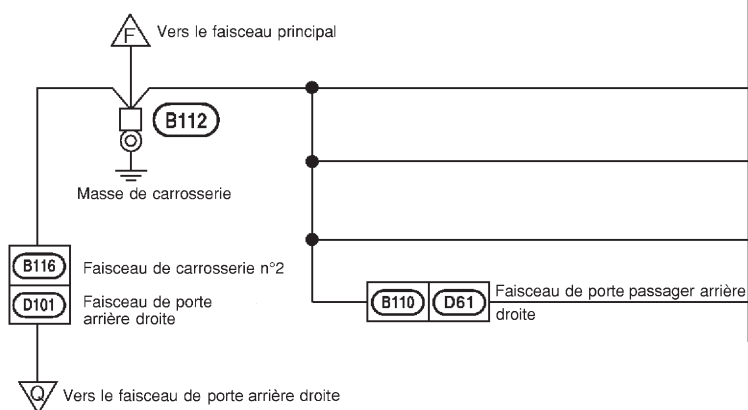 F
Vers le faisceau principal
B112
Masse de carrosserie
B116
Faisceau de carrosserie n°2
D101
Faisceau de porte
arrière droite
B110
D61
Faisceau de porte passager arrière
droite
Q
Vers le faisceau de porte arrière droite